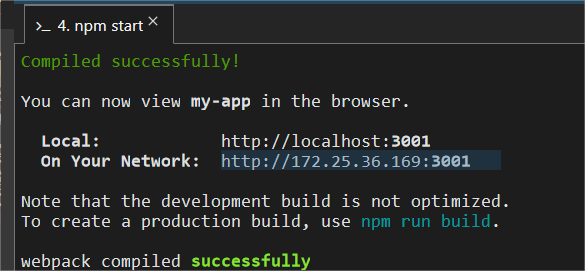 >_ 4. npm start ×
Compiled successfully!
You can now view my-app in the browser.
Local: http://localhost:3001
On Your Network: http://172.25.36.169:3001
Note that the development build is not optimized.
To create a production build, use npm run build.
webpack compiled successfully